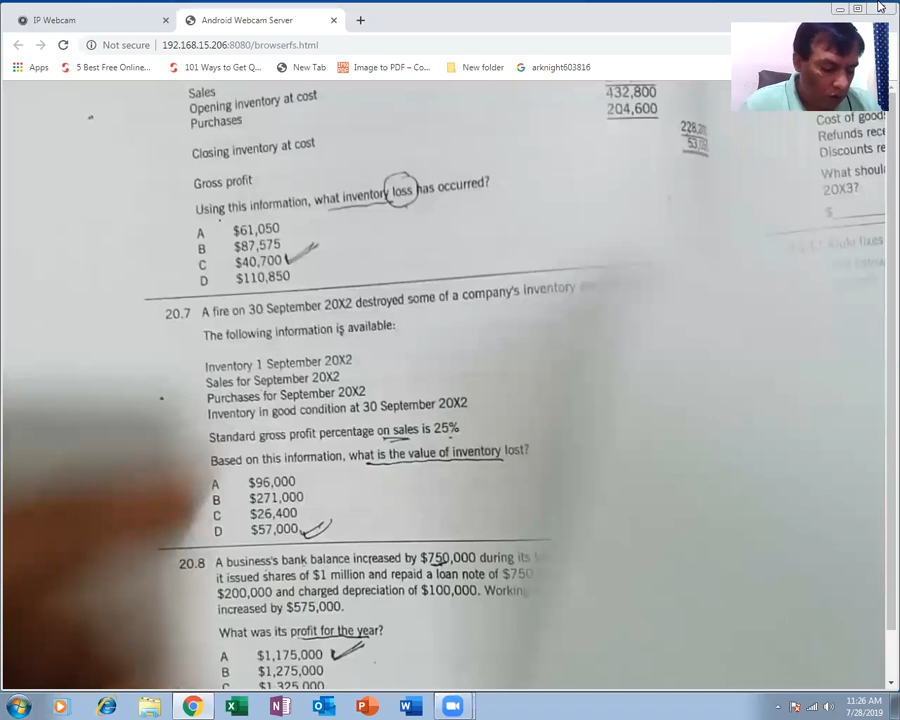 IP Webcam
Android Webcam Server
Not secure
192.168.15.206:8080/browserfs.html
Apps
5 Best Free Online...
101 Ways to Get Q...
New Tab
Image to PDF – Co...
New folder
arknight603816
Sales
432,800
Opening inventory at cost
204,600
Purchases
Closing inventory at cost
Gross profit
Using this information, what inventory loss has occurred?
A $61,050
B $87,575
C $40,700
D $110,850
20.7 A fire on 30 September 20X2 destroyed some of a company's inventory
The following information is available:
Inventory 1 September 20X2
Sales for September 20X2
Purchases for September 20X2
Inventory in good condition at 30 September 20X2
Standard gross profit percentage on sales is 25%
Based on this information, what is the value of inventory lost?
A $96,000
B $271,000
C $26,400
D $57,000
20.8 A business's bank balance increased by $750,000 during its
it issued shares of $1 million and repaid a loan note of $750
$200,000 and charged depreciation of $100,000. Working
increased by $575,000.
What was its profit for the year?
A $1,175,000
B $1,275,000
C $1,325,000
Cost of good
Refunds rec
Discounts re
What shoul
20X3?
$
11:26 AM
7/28/2019